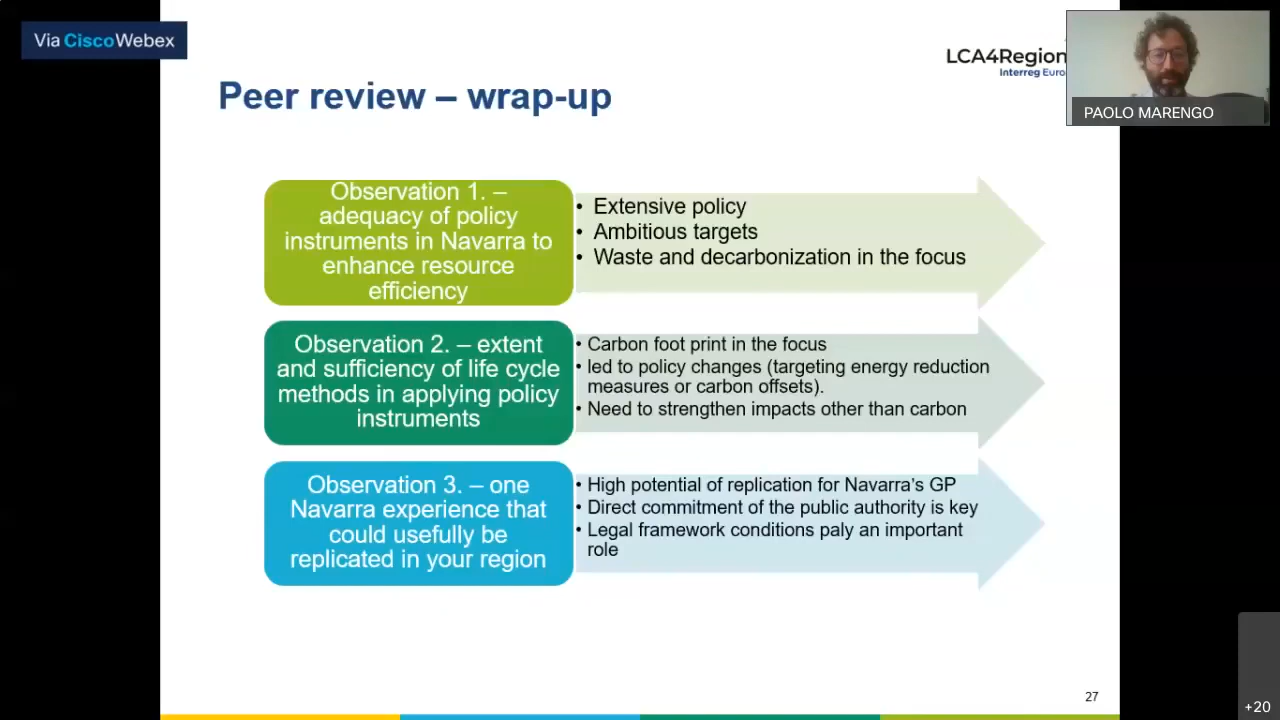 Via CiscoWebex
LCA4Region
Interreg Euro
PAOLO MARENGO
Peer review – wrap-up
Observation 1. –
adequacy of policy
instruments in Navarra to
enhance resource
efficiency
• Extensive policy
• Ambitious targets
• Waste and decarbonization in the focus
Observation 2. – extent
and sufficiency of life cycle
methods in applying policy
instruments
• Carbon foot print in the focus
• led to policy changes (targeting energy reduction
measures or carbon offsets).
• Need to strengthen impacts other than carbon
Observation 3. – one
Navarra experience that
could usefully be
replicated in your region
• High potential of replication for Navarra's GP
• Direct commitment of the public authority is key
• Legal framework conditions paly an important
role
27
+20